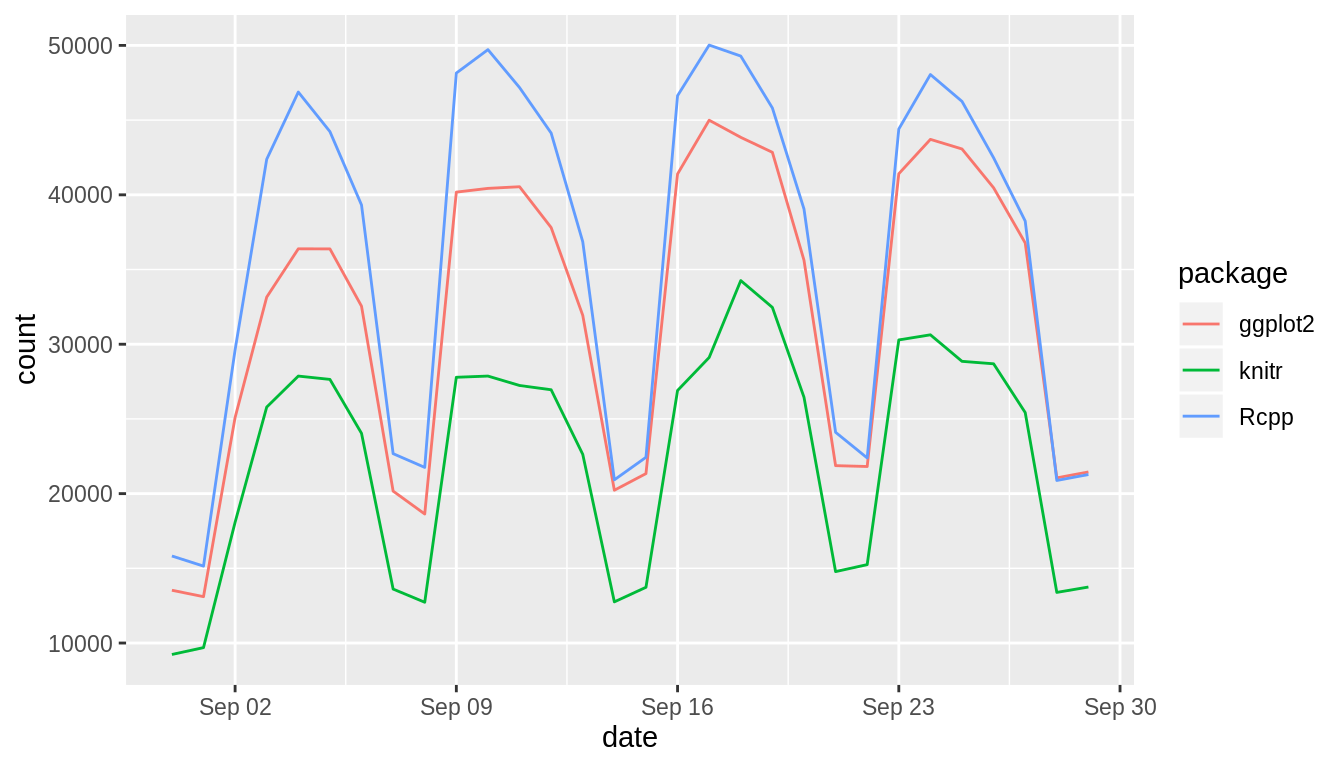 50000
40000
30000
20000
10000
count
Sep 02 Sep 09 Sep 16 Sep 23 Sep 30
date
package
ggplot2
knitr
Rcpp